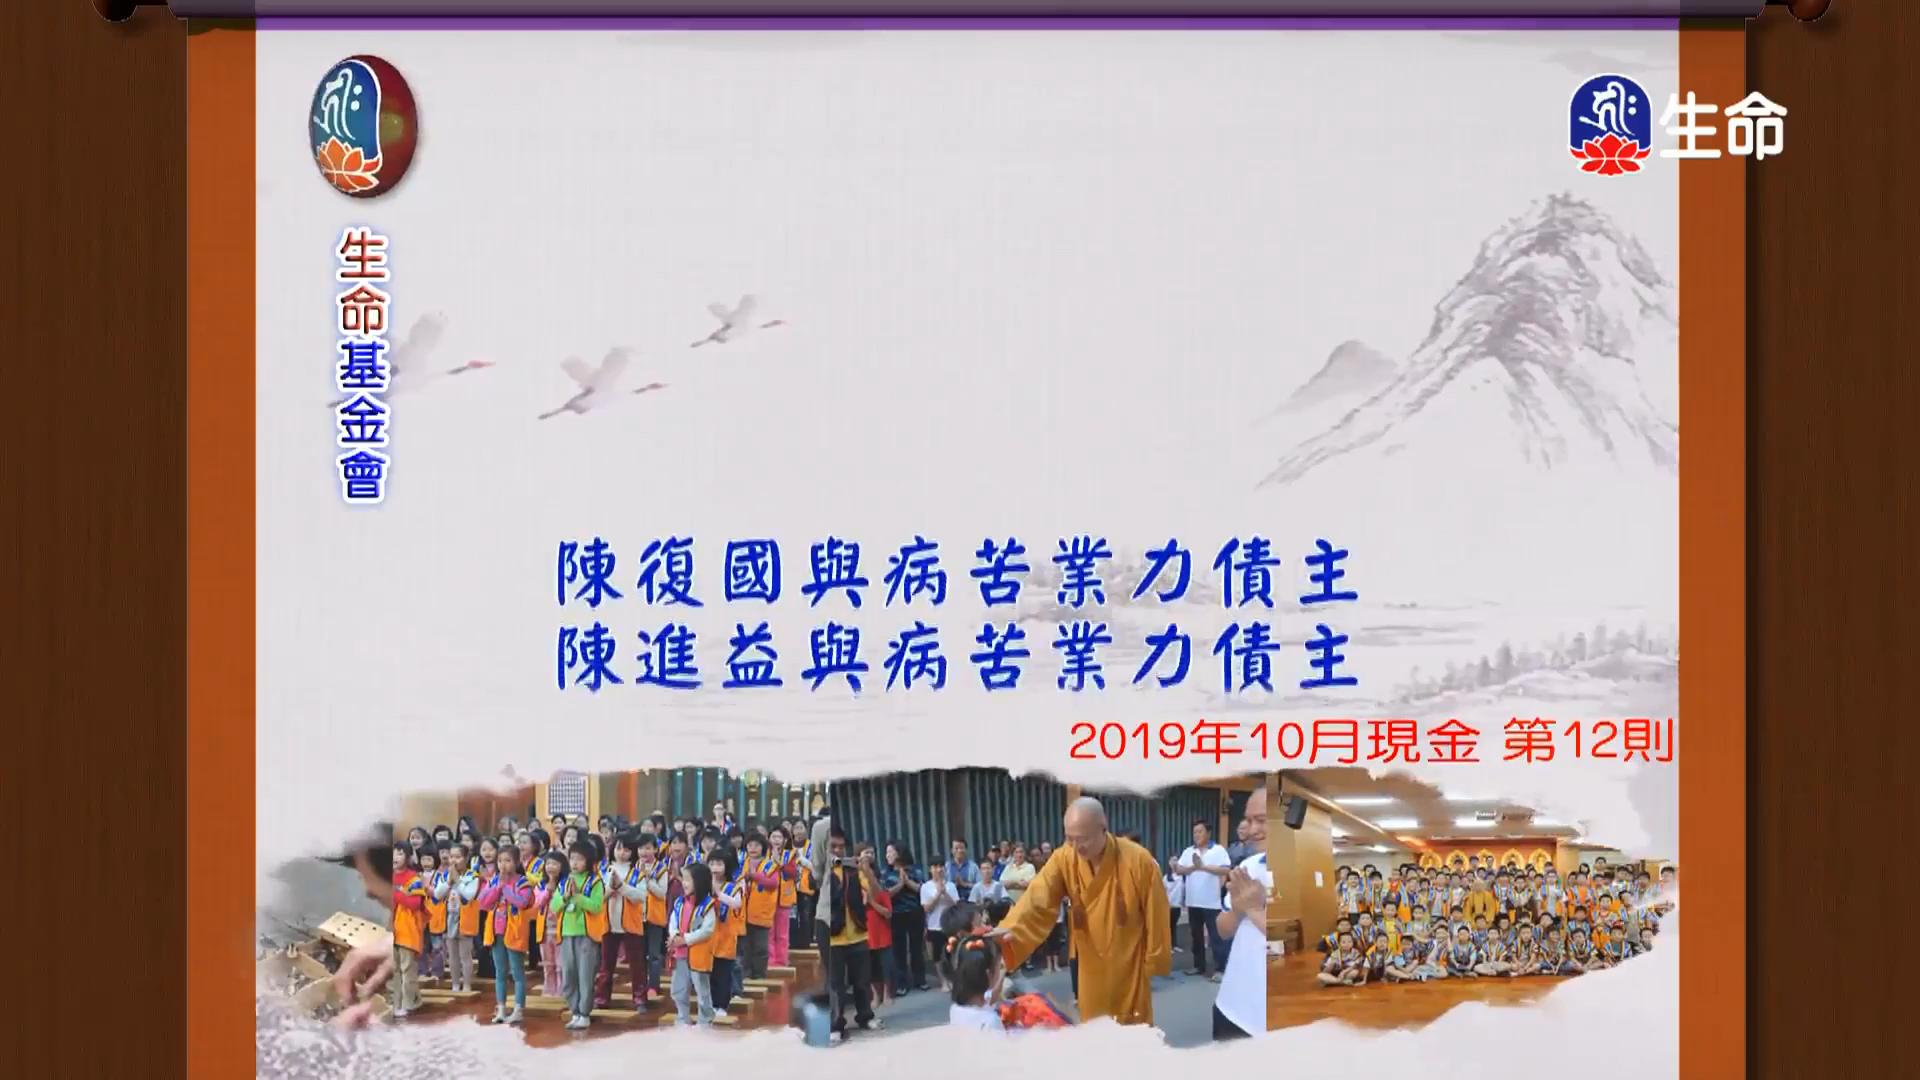 生命
生命基金會
陳復國與病苦業力債主
陳進益與病苦業力債主
2019年10月現金 第12則